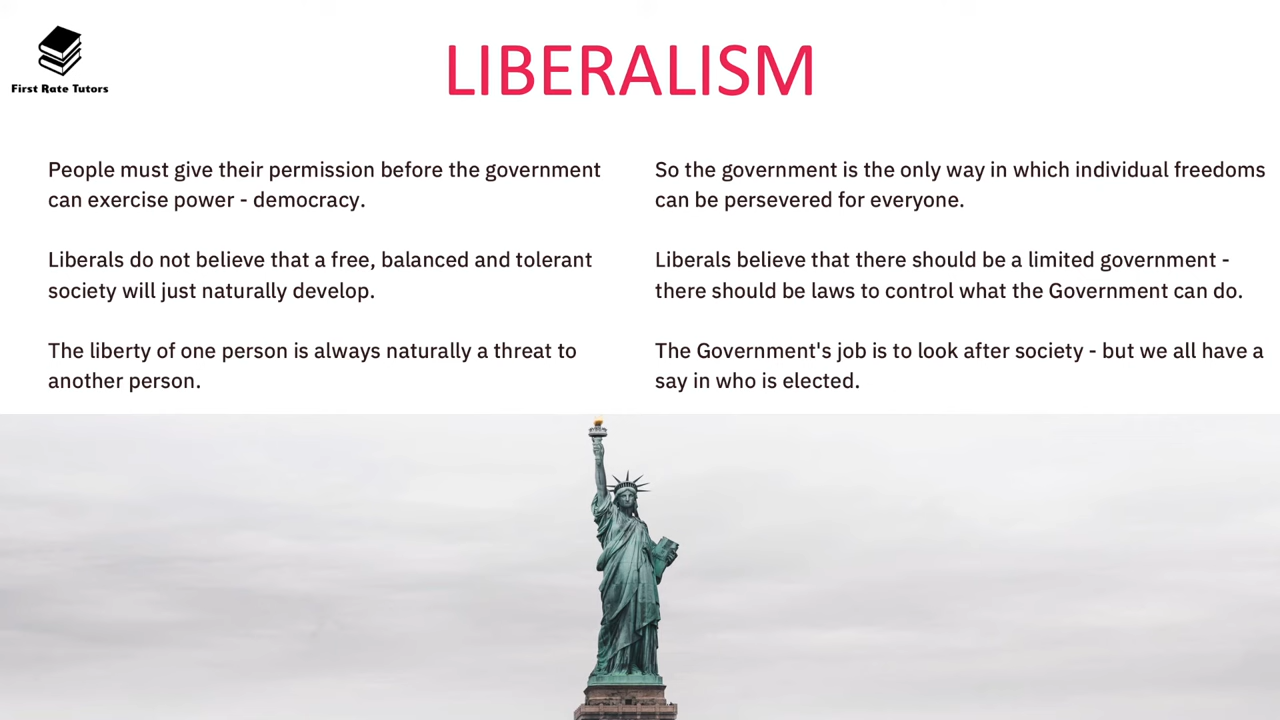 First Rate Tutors
LIBERALISM
People must give their permission before the government
can exercise power - democracy.
Liberals do not believe that a free, balanced and tolerant
society will just naturally develop.
The liberty of one person is always naturally a threat to
another person.
So the government is the only way in which individual freedoms
can be persevered for everyone.
Liberals believe that there should be a limited government -
there should be laws to control what the Government can do.
The Government's job is to look after society - but we all have a
say in who is elected.